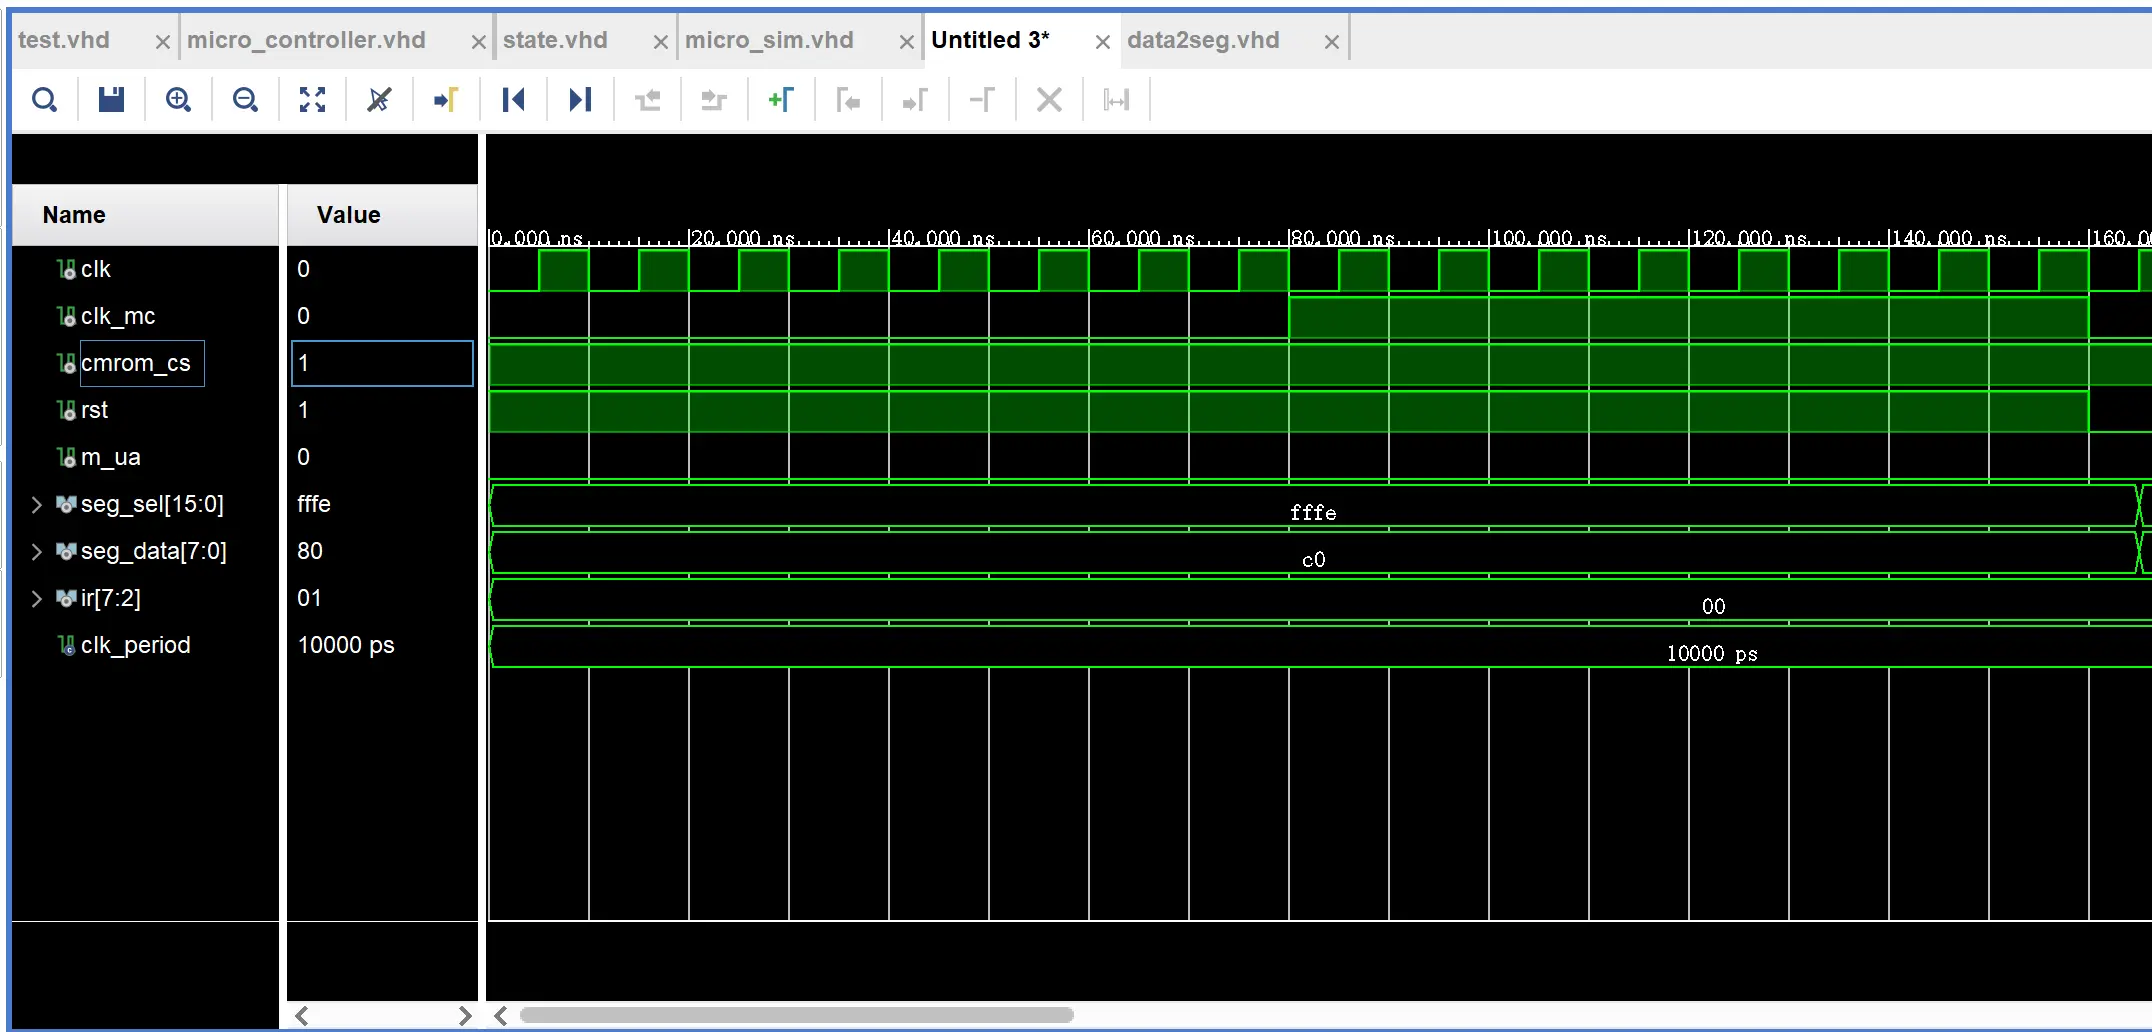 test.vhd micro_controller.vhd state.vhd micro_sim.vhd Untitled 3* data2seg.vhd
Name Value
0.000 ns 20.000 ns 40.000 ns 60.000 ns 80.000 ns 100.000 ns 120.000 ns 140.000 ns 160.00
clk 0
clk_mc 0
cmrom_cs 1
rst 1
m_ua 0
seg_sel[15:0] fffe fffe
seg_data[7:0] 80 c0
ir[7:2] 01 00
clk_period 10000 ps 10000 ps